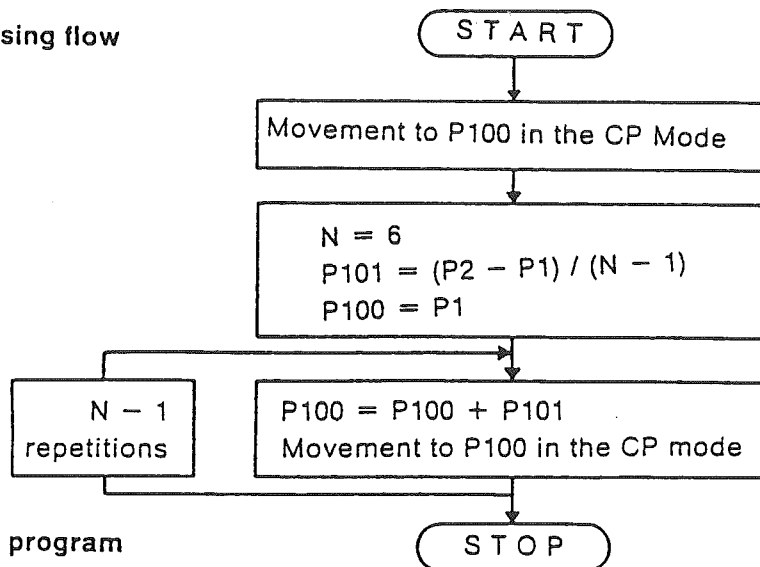 sing flow
START
Movement to P100 in the CP Mode
N = 6
P101 = (P2 − P1) / (N − 1)
P100 = P1
N − 1
repetitions
P100 = P100 + P101
Movement to P100 in the CP mode
program
STOP